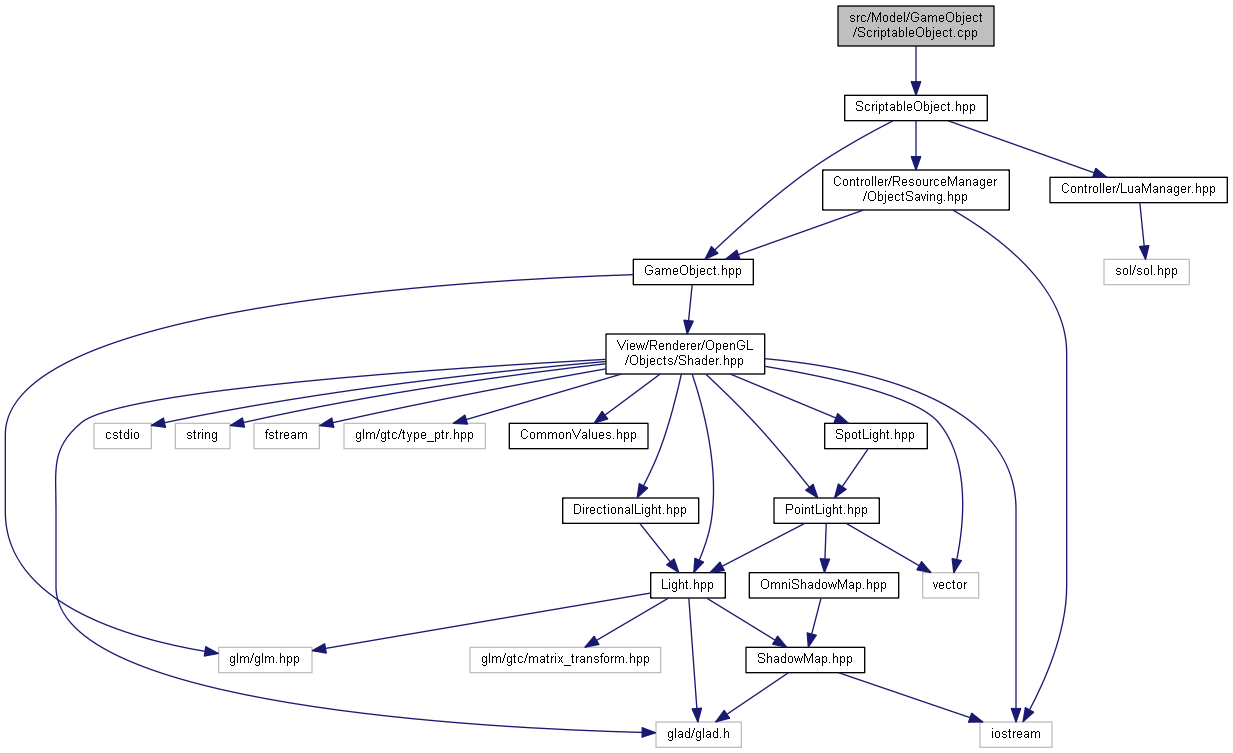 src/Model/GameObject
/ScriptableObject.cpp
ScriptableObject.hpp
Controller/ResourceManager
/ObjectSaving.hpp
Controller/LuaManager.hpp
GameObject.hpp
sol/sol.hpp
View/Renderer/OpenGL
/Objects/Shader.hpp
cstdio
string
fstream
glm/gtc/type_ptr.hpp
CommonValues.hpp
SpotLight.hpp
DirectionalLight.hpp
PointLight.hpp
Light.hpp
OmniShadowMap.hpp
vector
glm/glm.hpp
glm/gtc/matrix_transform.hpp
ShadowMap.hpp
glad/glad.h
iostream